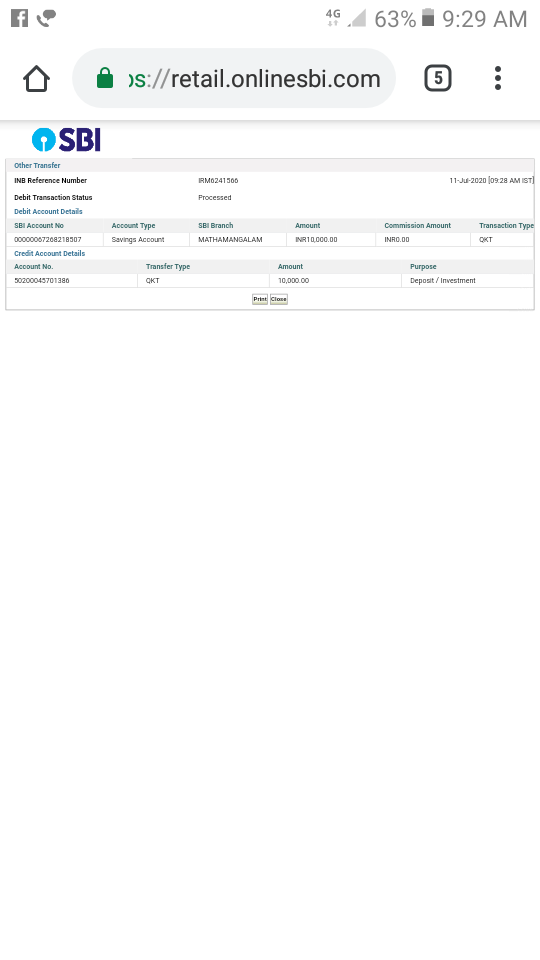 4G 63% 9:29 AM
ps://retail.onlinesbi.com 5
SBI
Other Transfer
INB Reference Number IRM6241566 11-Jul-2020 [09:28 AM IST]
Debit Transaction Status Processed
Debit Account Details
SBI Account No Account Type SBI Branch Amount Commission Amount Transaction Type
00000067268218507 Savings Account MATHAMANGALAM INR10,000.00 INR0.00 QKT
Credit Account Details
Account No. Transfer Type Amount Purpose
50200045701386 QKT 10,000.00 Deposit / Investment
Print Close